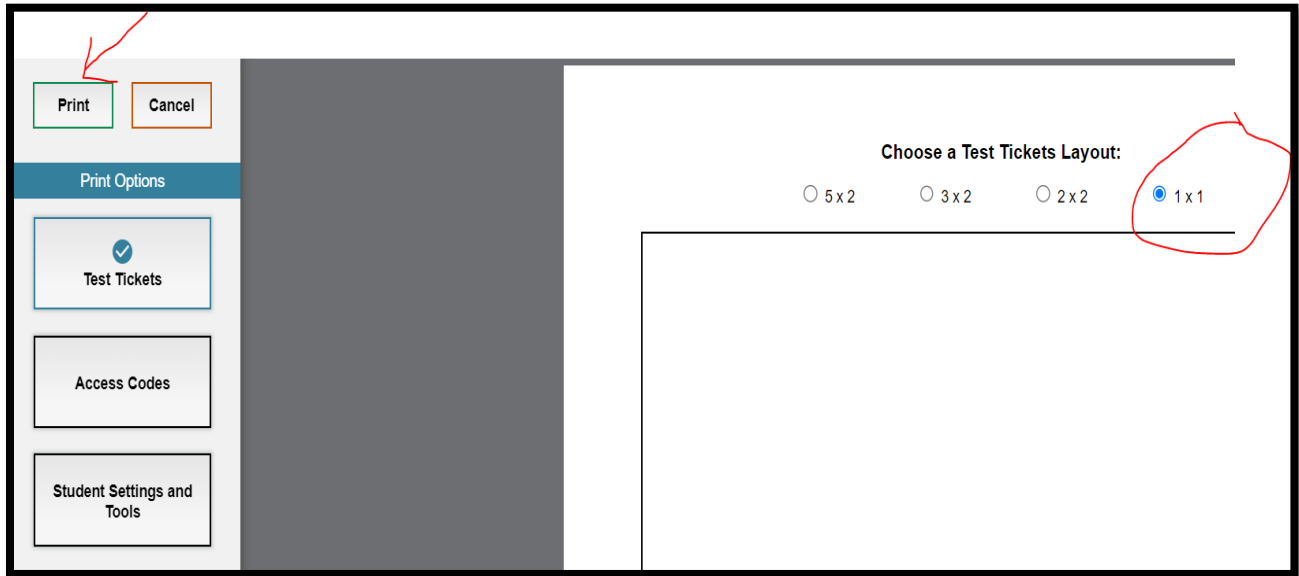 Print Cancel
Print Options
Test Tickets
Access Codes
Student Settings and
Tools
Choose a Test Tickets Layout:
5 x 2 3 x 2 2 x 2 1 x 1